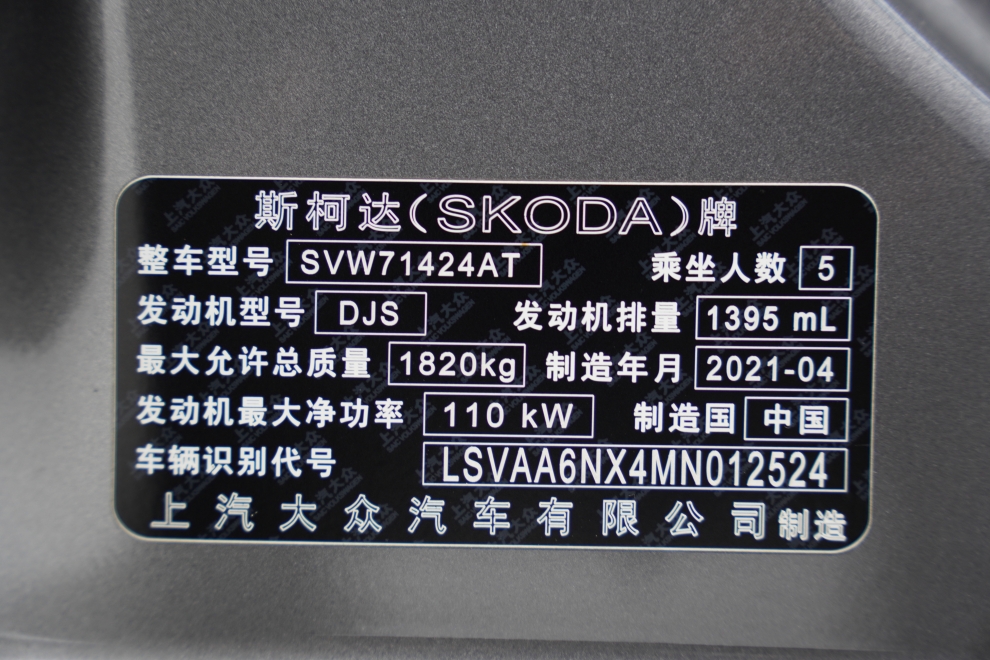 斯柯达(SKODA)牌
整车型号 SVW71424AT 乘坐人数 5
发动机型号 DJS 发动机排量 1395 mL
最大允许总质量 1820kg 制造年月 2021-04
发动机最大净功率 110 kW 制造国 中国
车辆识别代号 LSVAA6NX4MN012524
上汽大众汽车有限公司 制造